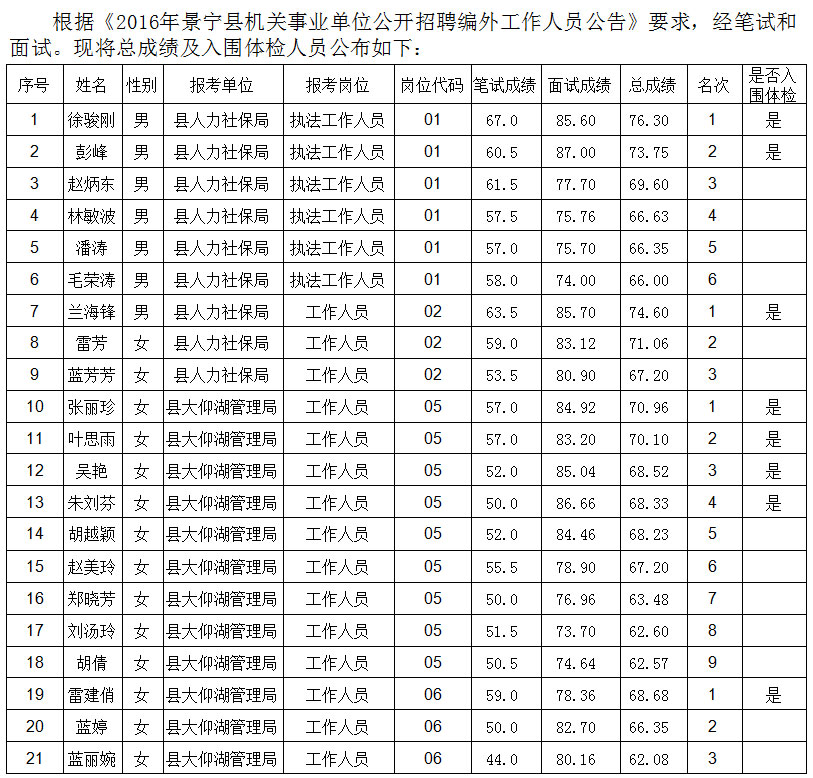 根据《2016年景宁县机关事业单位公开招聘编外工作人员公告》要求，经笔试和
面试。现将总成绩及入围体检人员公布如下：
序号 姓名 性别 报考单位 报考岗位 岗位代码 笔试成绩 面试成绩 总成绩 名次 是否入围体检
1 徐骏刚 男 县人力社保局 执法工作人员 01 67.0 85.60 76.30 1 是
2 彭峰 男 县人力社保局 执法工作人员 01 60.5 87.00 73.75 2 是
3 赵炳东 男 县人力社保局 执法工作人员 01 61.5 77.70 69.60 3
4 林敏波 男 县人力社保局 执法工作人员 01 57.5 75.76 66.63 4
5 潘涛 男 县人力社保局 执法工作人员 01 57.0 75.70 66.35 5
6 毛荣涛 男 县人力社保局 执法工作人员 01 58.0 74.00 66.00 6
7 兰海锋 男 县人力社保局 工作人员 02 63.5 85.70 74.60 1 是
8 雷芳 女 县人力社保局 工作人员 02 59.0 83.12 71.06 2
9 蓝芳芳 女 县人力社保局 工作人员 02 53.5 80.90 67.20 3
10 张丽珍 女 县大仰湖管理局 工作人员 05 57.0 84.92 70.96 1 是
11 叶思雨 女 县大仰湖管理局 工作人员 05 57.0 83.20 70.10 2 是
12 吴艳 女 县大仰湖管理局 工作人员 05 52.0 85.04 68.52 3 是
13 朱刘芬 女 县大仰湖管理局 工作人员 05 50.0 86.66 68.33 4 是
14 胡越颖 女 县大仰湖管理局 工作人员 05 52.0 84.46 68.23 5
15 赵美玲 女 县大仰湖管理局 工作人员 05 55.5 78.90 67.20 6
16 郑晓芳 女 县大仰湖管理局 工作人员 05 50.0 76.96 63.48 7
17 刘汤玲 女 县大仰湖管理局 工作人员 05 51.5 73.70 62.60 8
18 胡倩 女 县大仰湖管理局 工作人员 05 50.5 74.64 62.57 9
19 雷建俏 女 县大仰湖管理局 工作人员 06 59.0 78.36 68.68 1 是
20 蓝婷 女 县大仰湖管理局 工作人员 06 50.0 82.70 66.35 2
21 蓝丽婉 女 县大仰湖管理局 工作人员 06 44.0 80.16 62.08 3